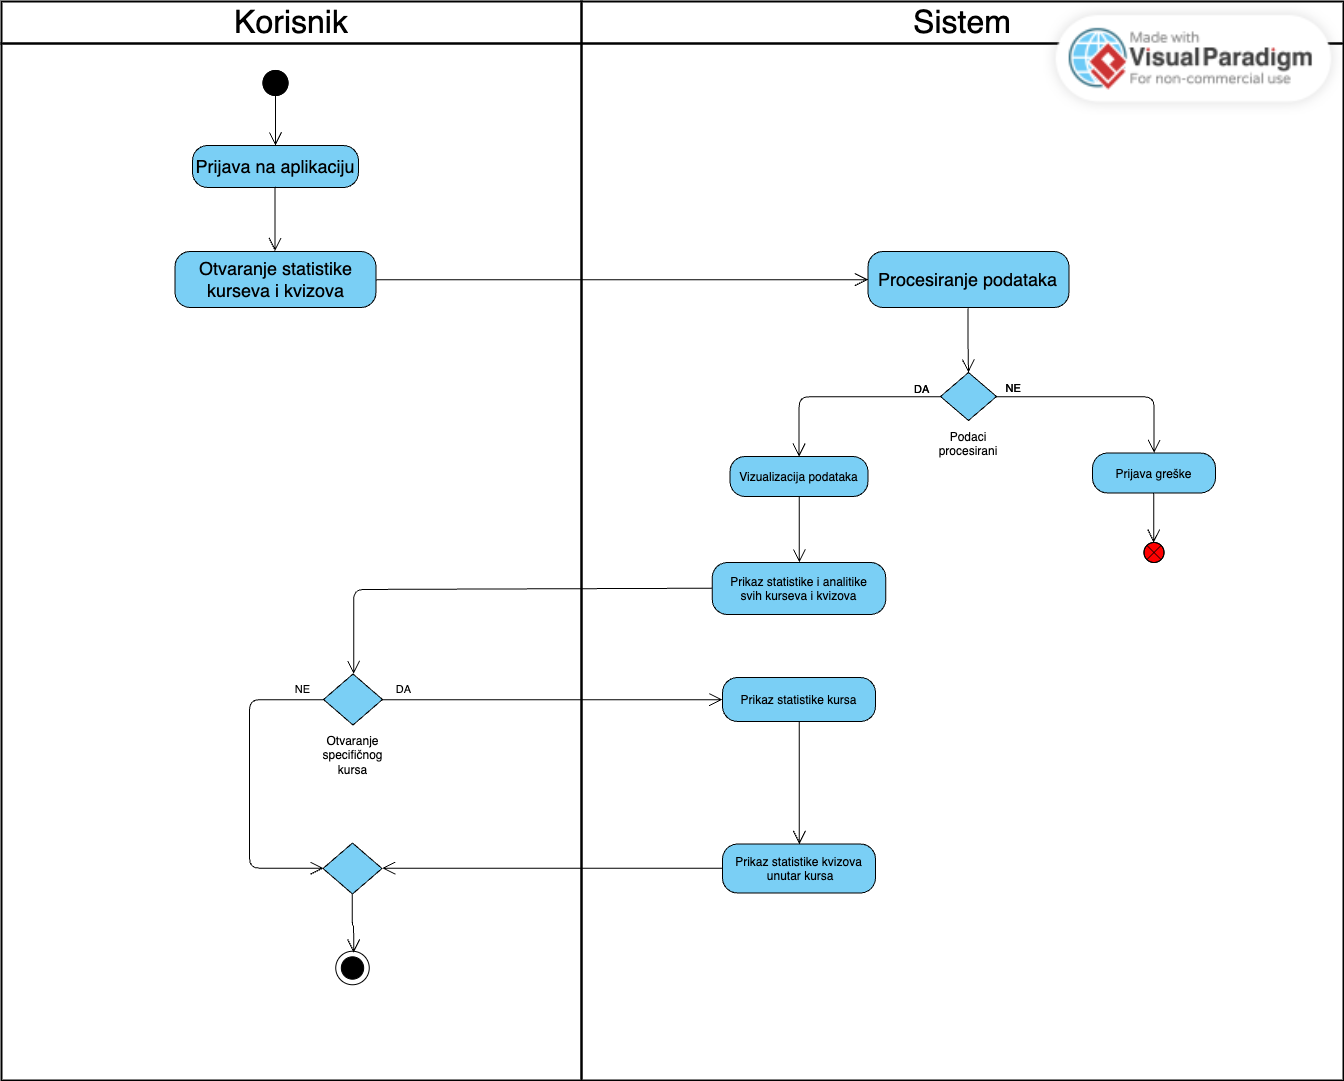 Korisnik
Sistem
Made with
Visual Paradigm
For non-commercial use
Prijava na aplikaciju
Otvaranje statistike
kurseva i kvizova
Procesiranje podataka
DA
NE
Podaci
procesirani
Vizualizacija podataka
Prijava greške
Prikaz statistike i analitike
svih kurseva i kvizova
NE
DA
Otvaranje
specifičnog
kursa
Prikaz statistike kursa
Prikaz statistike kvizova
unutar kursa